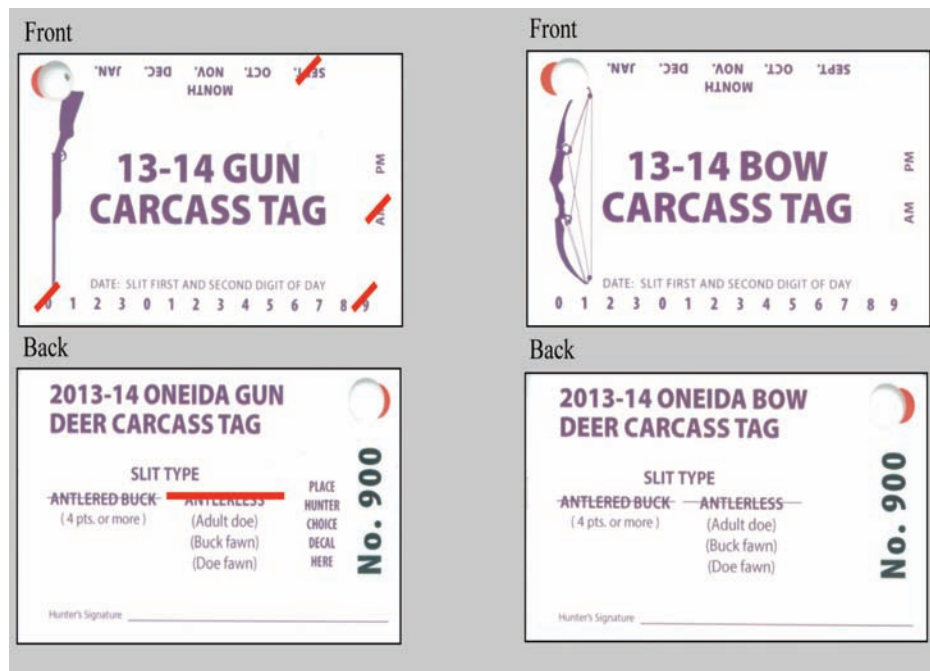 Front
SEPT. OCT. NOV. DEC. JAN.
MONTH
13-14 GUN
CARCASS TAG
AM PM
DATE: SLIT FIRST AND SECOND DIGIT OF DAY
0 1 2 3 0 1 2 3 4 5 6 7 8 9
Back
2013-14 ONEIDA GUN
DEER CARCASS TAG
SLIT TYPE
ANTLERED BUCK ANTLERLESS
(4 pts. or more) (Adult doe)
(Buck fawn)
(Doe fawn)
PLACE
HUNTER
CHOICE
DECAL
HERE
No. 900
Hunter's Signature
Front
SEPT. OCT. NOV. DEC. JAN.
MONTH
13-14 BOW
CARCASS TAG
AM PM
DATE: SLIT FIRST AND SECOND DIGIT OF DAY
0 1 2 3 0 1 2 3 4 5 6 7 8 9
Back
2013-14 ONEIDA BOW
DEER CARCASS TAG
SLIT TYPE
ANTLERED BUCK ANTLERLESS
(4 pts. or more) (Adult doe)
(Buck fawn)
(Doe fawn)
No. 900
Hunter's Signature